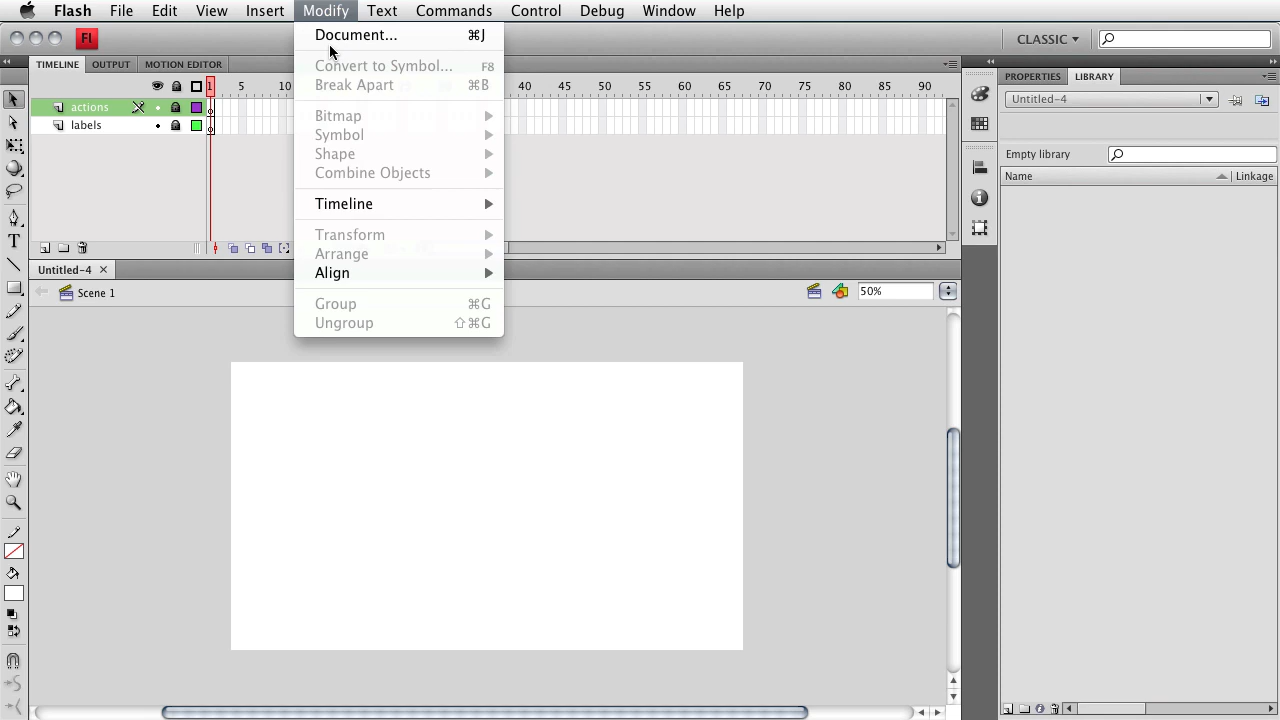 Flash File Edit View Insert Modify Text Commands Control Debug Window Help
Fl
CLASSIC
TIMELINE OUTPUT MOTION EDITOR
1 5 10 40 45 50 55 60 65 70 75 80 85 90
actions
labels
Document... ⌘J
Convert to Symbol... F8
Break Apart ⌘B
Bitmap
Symbol
Shape
Combine Objects
Timeline
Transform
Arrange
Align
Group ⌘G
Ungroup ⇧⌘G
Untitled-4
Scene 1
50%
T
PROPERTIES LIBRARY
Untitled-4
Empty library
Name Linkage